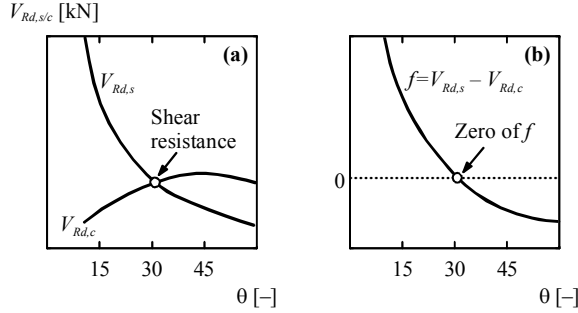 V_{Rd,s/c} [kN]
(a)
V_{Rd,s}
Shear
resistance
V_{Rd,c}
15 30 45
θ [–]
(b)
f=V_{Rd,s} – V_{Rd,c}
Zero of f
0
15 30 45
θ [–]